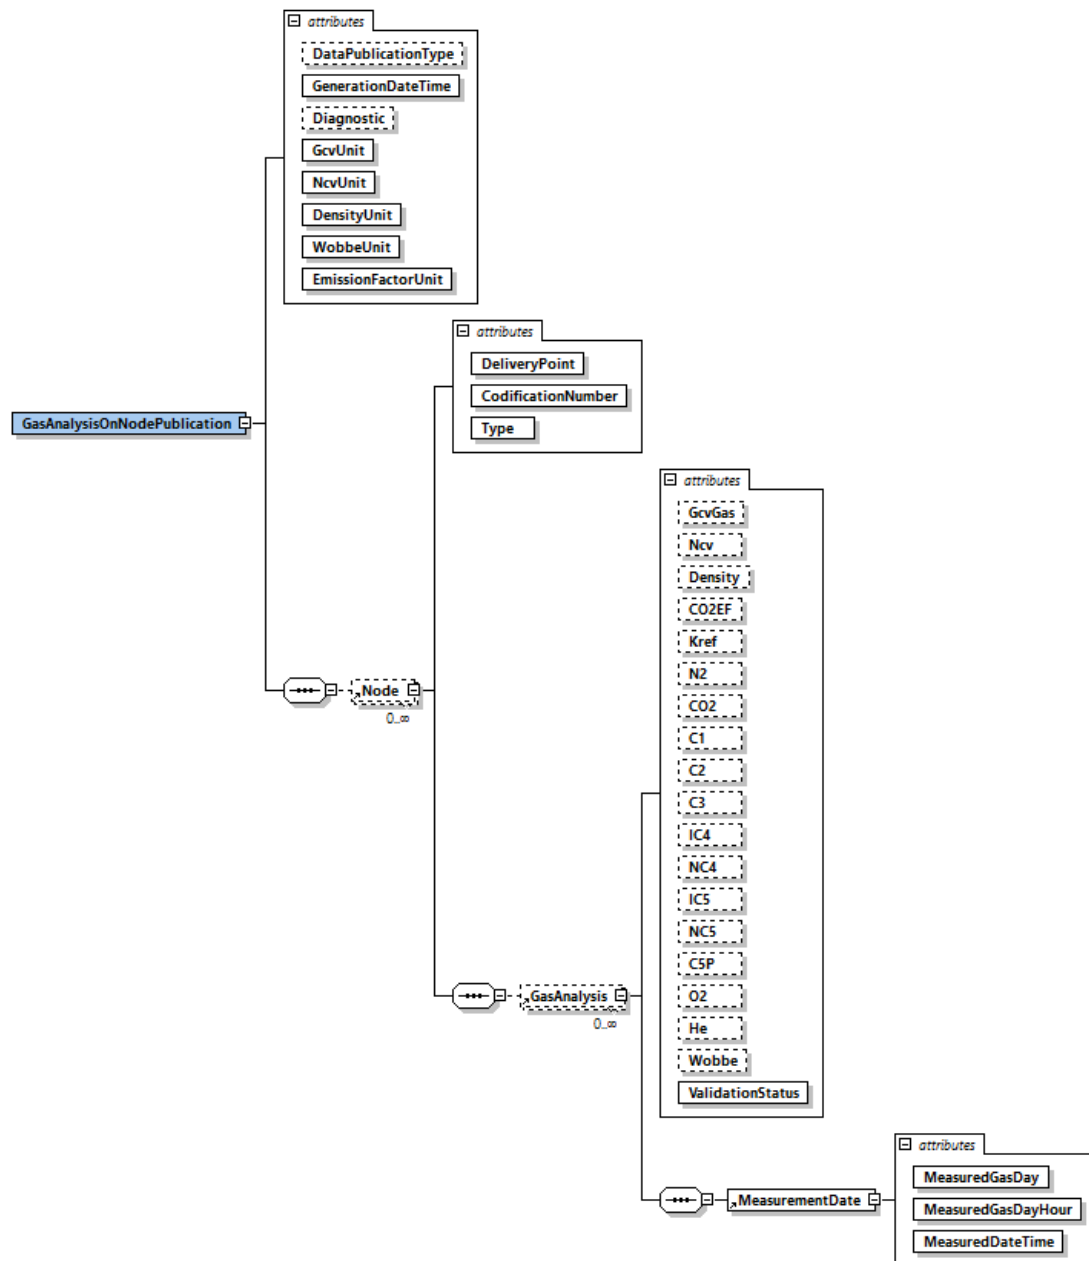 attributes
DataPublicationType
GenerationDateTime
Diagnostic
GcvUnit
NcvUnit
DensityUnit
WobbeUnit
EmissionFactorUnit
attributes
DeliveryPoint
CodificationNumber
Type
GasAnalysisOnNodePublication
attributes
GcvGas
Ncv
Density
CO2EF
Kref
N2
CO2
C1
C2
C3
IC4
NC4
IC5
NC5
C5P
O2
He
Wobbe
ValidationStatus
Node
0..∞
GasAnalysis
0..∞
attributes
MeasuredGasDay
MeasuredGasDayHour
MeasuredDateTime
MeasurementDate